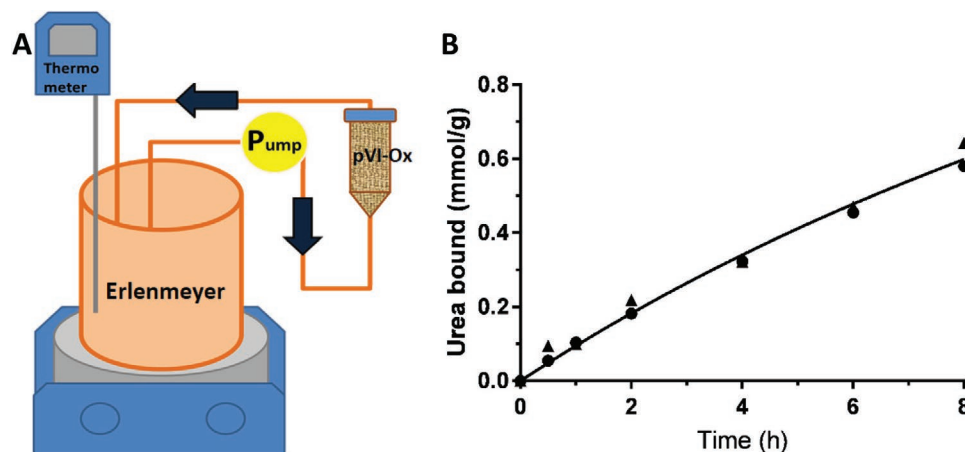 A
Thermo
meter
Pump
pVI-Ox
Erlenmeyer
B
Urea bound (mmol/g)
0.8
0.6
0.4
0.2
0.0
0 2 4 6 8
Time (h)